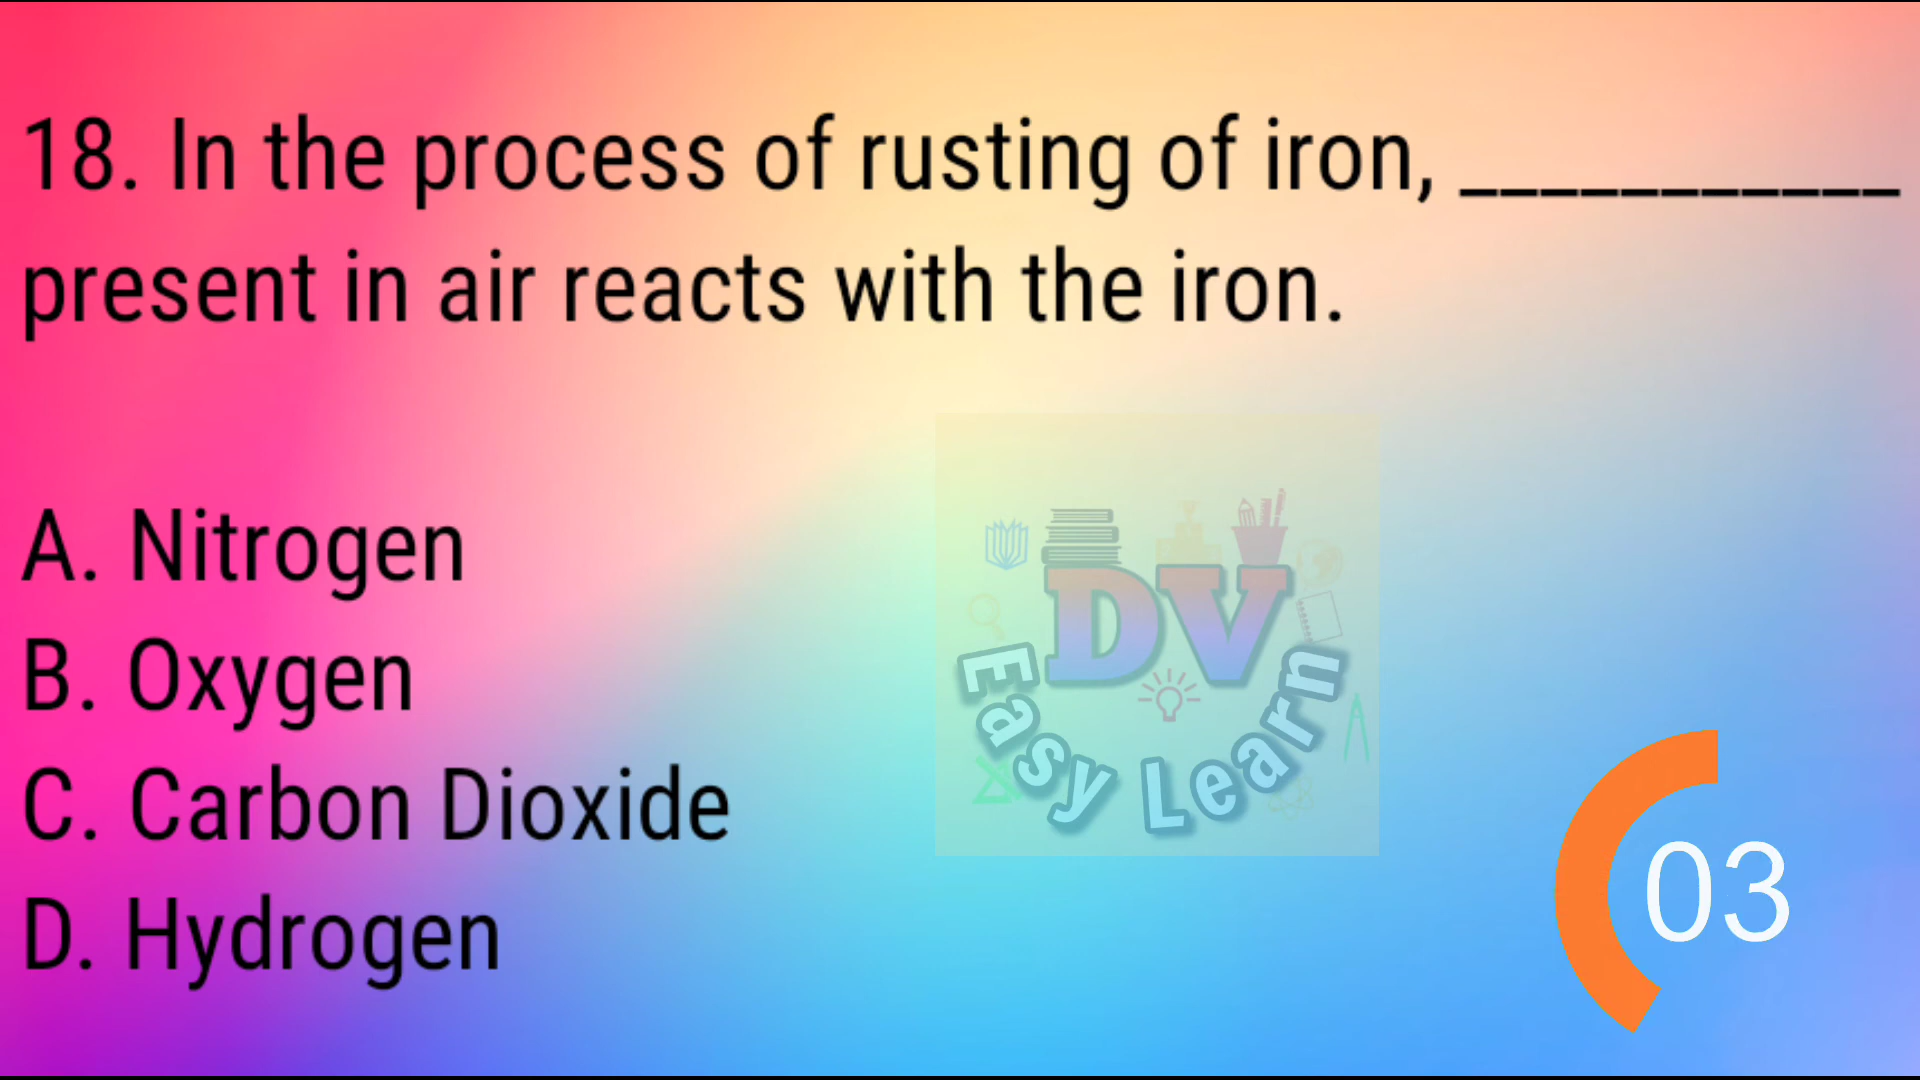 18. In the process of rusting of iron, ___________
present in air reacts with the iron.
A. Nitrogen
B. Oxygen
C. Carbon Dioxide
D. Hydrogen
DV
Easy Learn
03